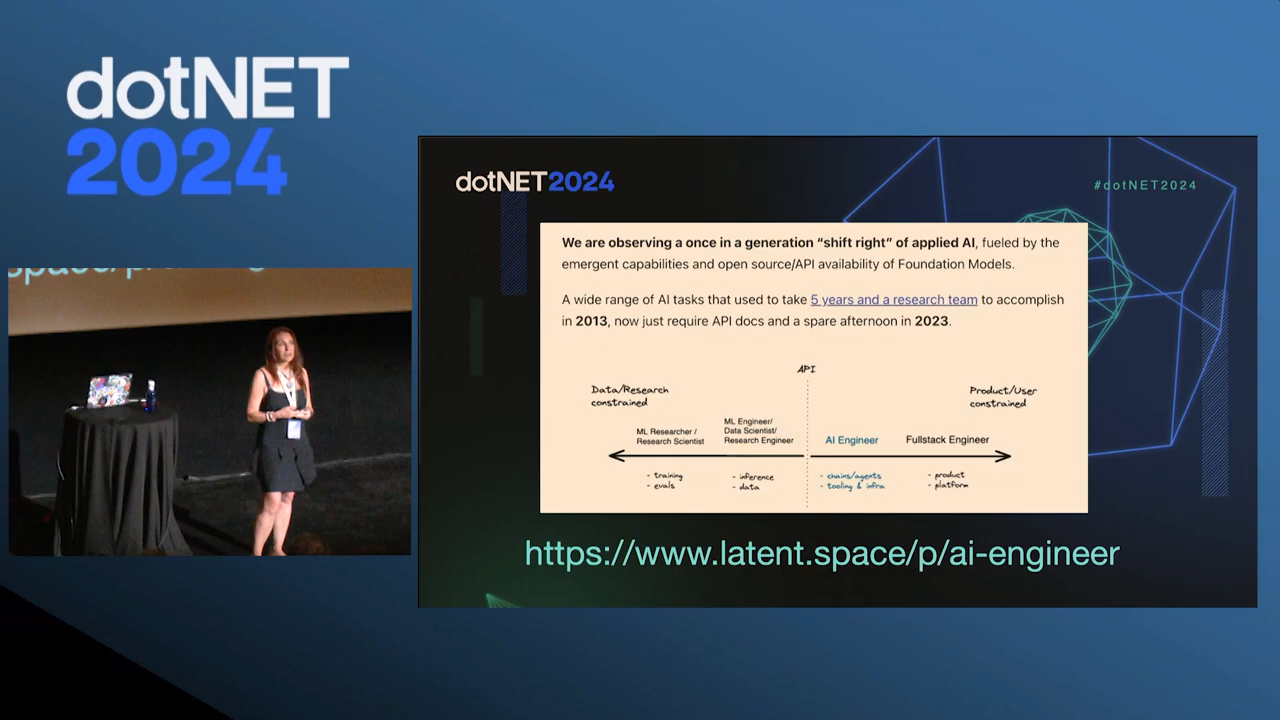 dotNET
2024
dotNET2024
#dotNET2024
We are observing a once in a generation “shift right” of applied AI, fueled by the
emergent capabilities and open source/API availability of Foundation Models.
A wide range of AI tasks that used to take 5 years and a research team to accomplish
in 2013, now just require API docs and a spare afternoon in 2023.
API
Data/Research
constrained
Product/User
constrained
ML Researcher /
Research Scientist
ML Engineer/
Data Scientist/
Research Engineer
AI Engineer
Fullstack Engineer
- training
- evals
- inference
- data
- chains/agents
- tooling & infra
- product
- platform
https://www.latent.space/p/ai-engineer